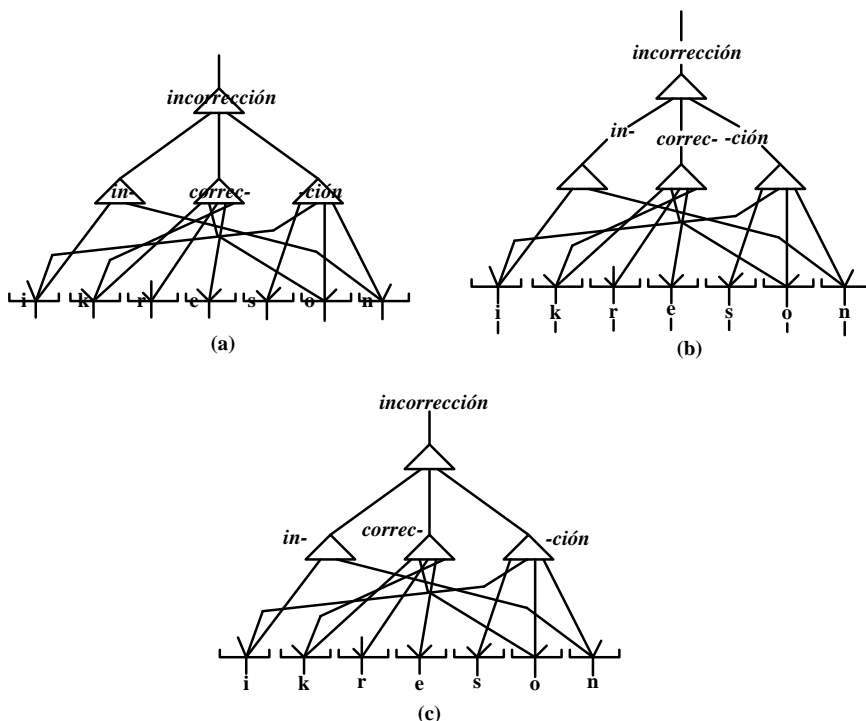 incorrección
in- correc- -ción
i k r e s o n
(a)
incorrección
in- correc- -ción
i k r e s o n
(b)
incorrección
in- correc- -ción
i k r e s o n
(c)